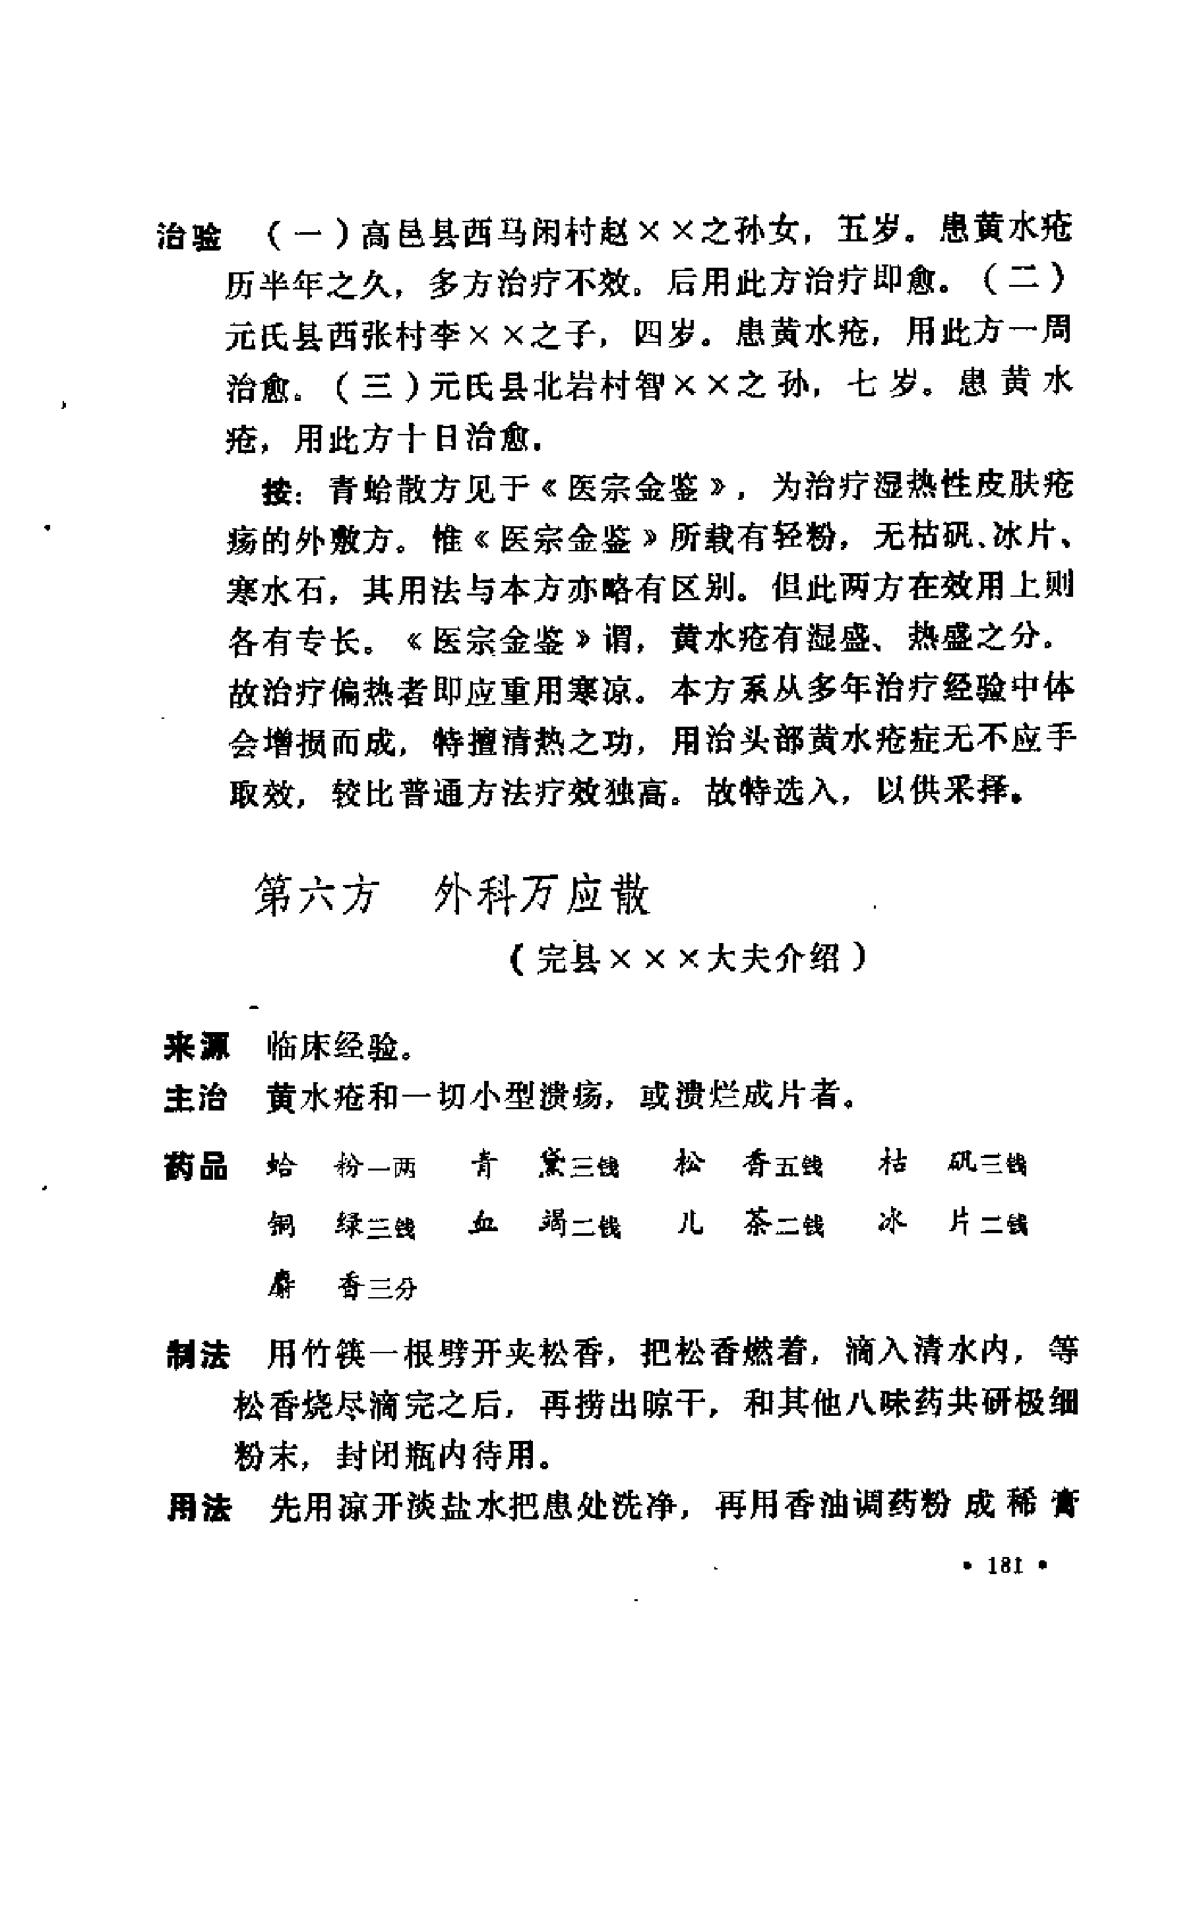 治验 （一）高邑县西马闲村赵××之孙女，五岁。患黄水疮
历半年之久，多方治疗不效。后用此方治疗即愈。（二）
元氏县西张村李××之子，四岁。患黄水疮，用此方一周
治愈。（三）元氏县北岩村智××之孙，七岁。患黄水
疮，用此方十日治愈.
按：青蛤散方见于《医宗金鉴》，为治疗湿热性皮肤疮
疡的外敷方。惟《医宗金鉴》所载有轻粉，无枯矾、冰片、
寒水石，其用法与本方亦略有区别。但此两方在效用上则
各有专长。《医宗金鉴》谓，黄水疮有湿盛、热盛之分。
故治疗偏热者即应重用寒凉。本方系从多年治疗经验中体
会增损而成，特擅清热之功，用治头部黄水疮症无不应手
取效，较比普通方法疗效独高。故特选入，以供采择。
第六方 外科万应散
（完县×××大夫介绍）
来源 临床经验。
主治 黄水疮和一切小型溃疡，或溃烂成片者。
药品 蛤粉一两 青黛三钱 松香五钱 枯矾三钱
铜绿三钱 血竭二钱 儿茶二钱 冰片二钱
麝香三分
制法 用竹筷一根劈开夹松香，把松香燃着，滴入清水内，等
松香烧尽滴完之后，再捞出晾干，和其他八味药共研极细
粉末，封闭瓶内待用。
用法 先用凉开淡盐水把患处洗净，再用香油调药粉成稀膏
• 181 •